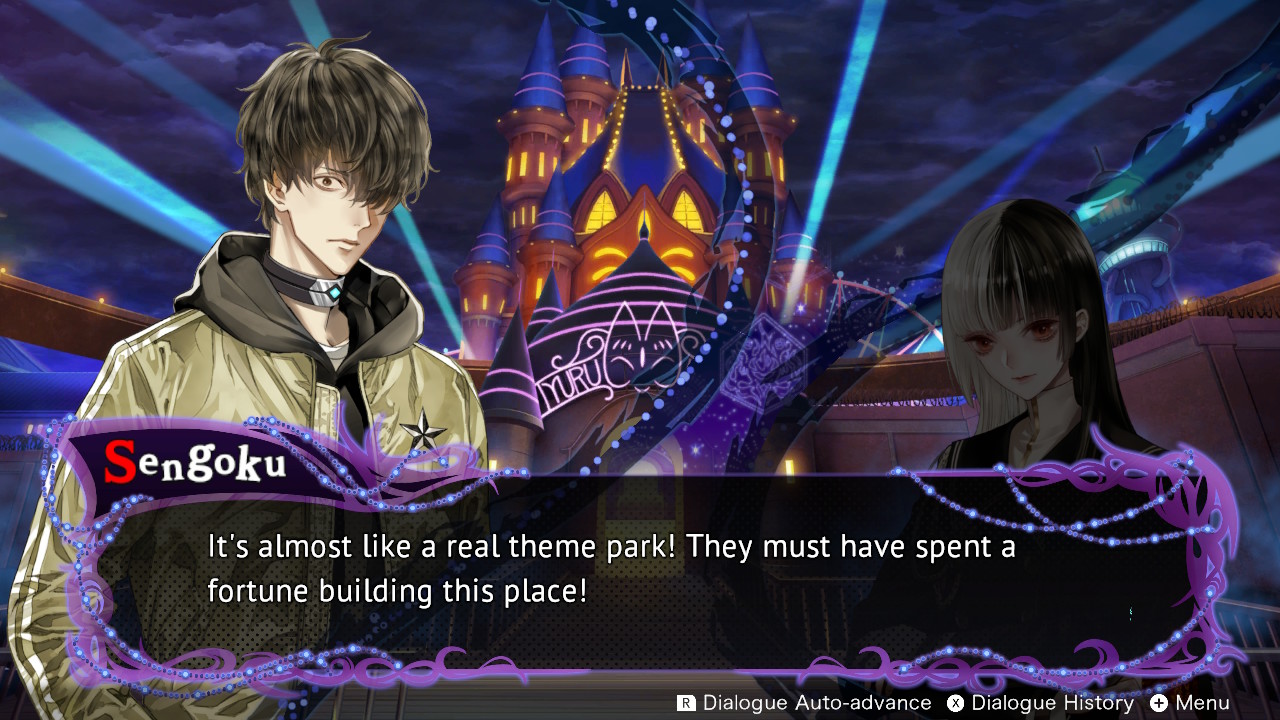 YURU
Sengoku
It's almost like a real theme park! They must have spent a
fortune building this place!
R Dialogue Auto-advance X Dialogue History + Menu